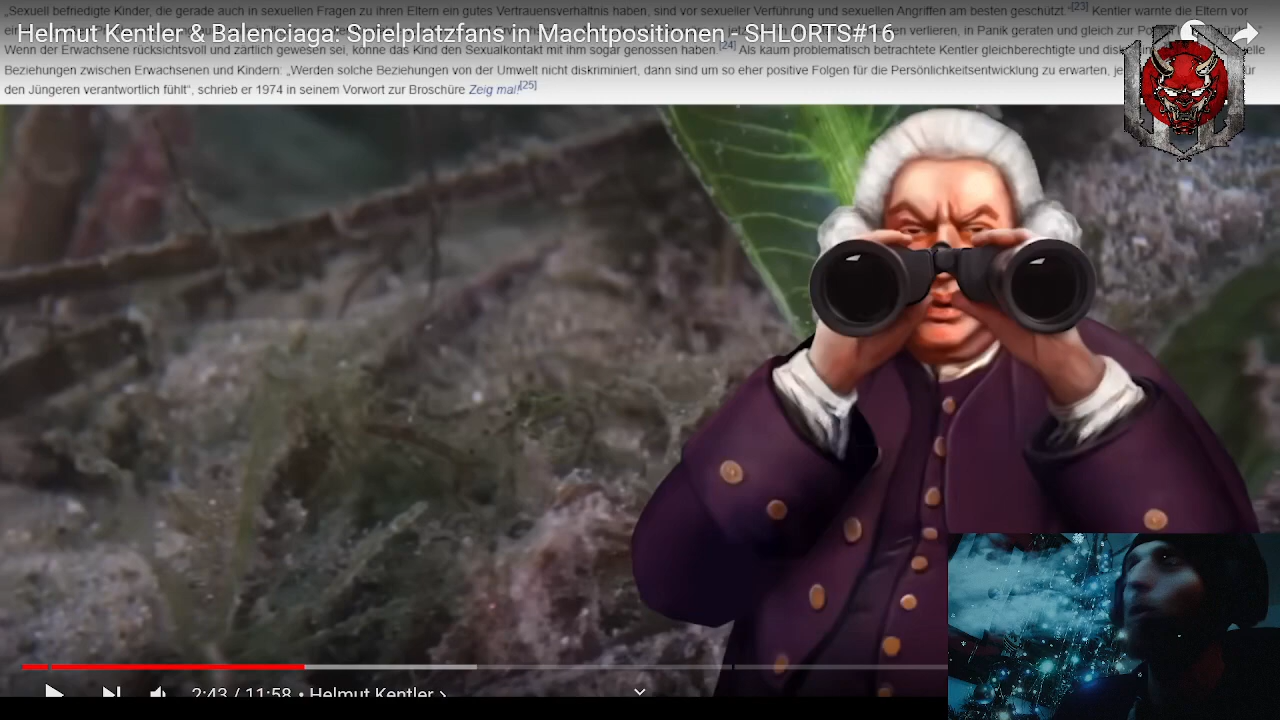 „Sexuell befriedigte Kinder, die gerade auch in sexuellen Fragen zu ihren Eltern ein gutes Vertrauensverhältnis haben, sind vor sexueller Verführung und sexuellen Angriffen am besten geschützt.“[23] Kentler warnte die Eltern vor
Helmut Kentler & Balenciaga: Spielplatzfans in Machtpositionen - SHLORTS#16
verlieren, in Panik geraten und gleich zur
Wenn der Erwachsene rücksichtsvoll und zärtlich gewesen sei, könne das Kind den Sexualkontakt mit ihm sogar genossen haben.[24] Als kaum problematisch betrachtete Kentler gleichberechtigte und
Beziehungen zwischen Erwachsenen und Kindern: „Werden solche Beziehungen von der Umwelt nicht diskriminiert, dann sind um so eher positive Folgen für die Persönlichkeitsentwicklung zu erwarten, für
den Jüngeren verantwortlich fühlt“, schrieb er 1974 in seinem Vorwort zur Broschüre Zeig mal![25]
2:43 / 11:58 • Helmut Kentler ›